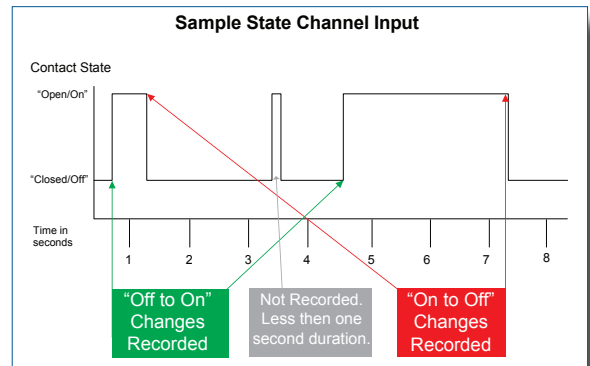 Sample State Channel Input
Contact State
“Open/On”
“Closed/Off”
Time in
seconds
1 2 3 4 5 6 7 8
“Off to On”
Changes
Recorded
Not Recorded.
Less then one
second duration.
“On to Off”
Changes
Recorded